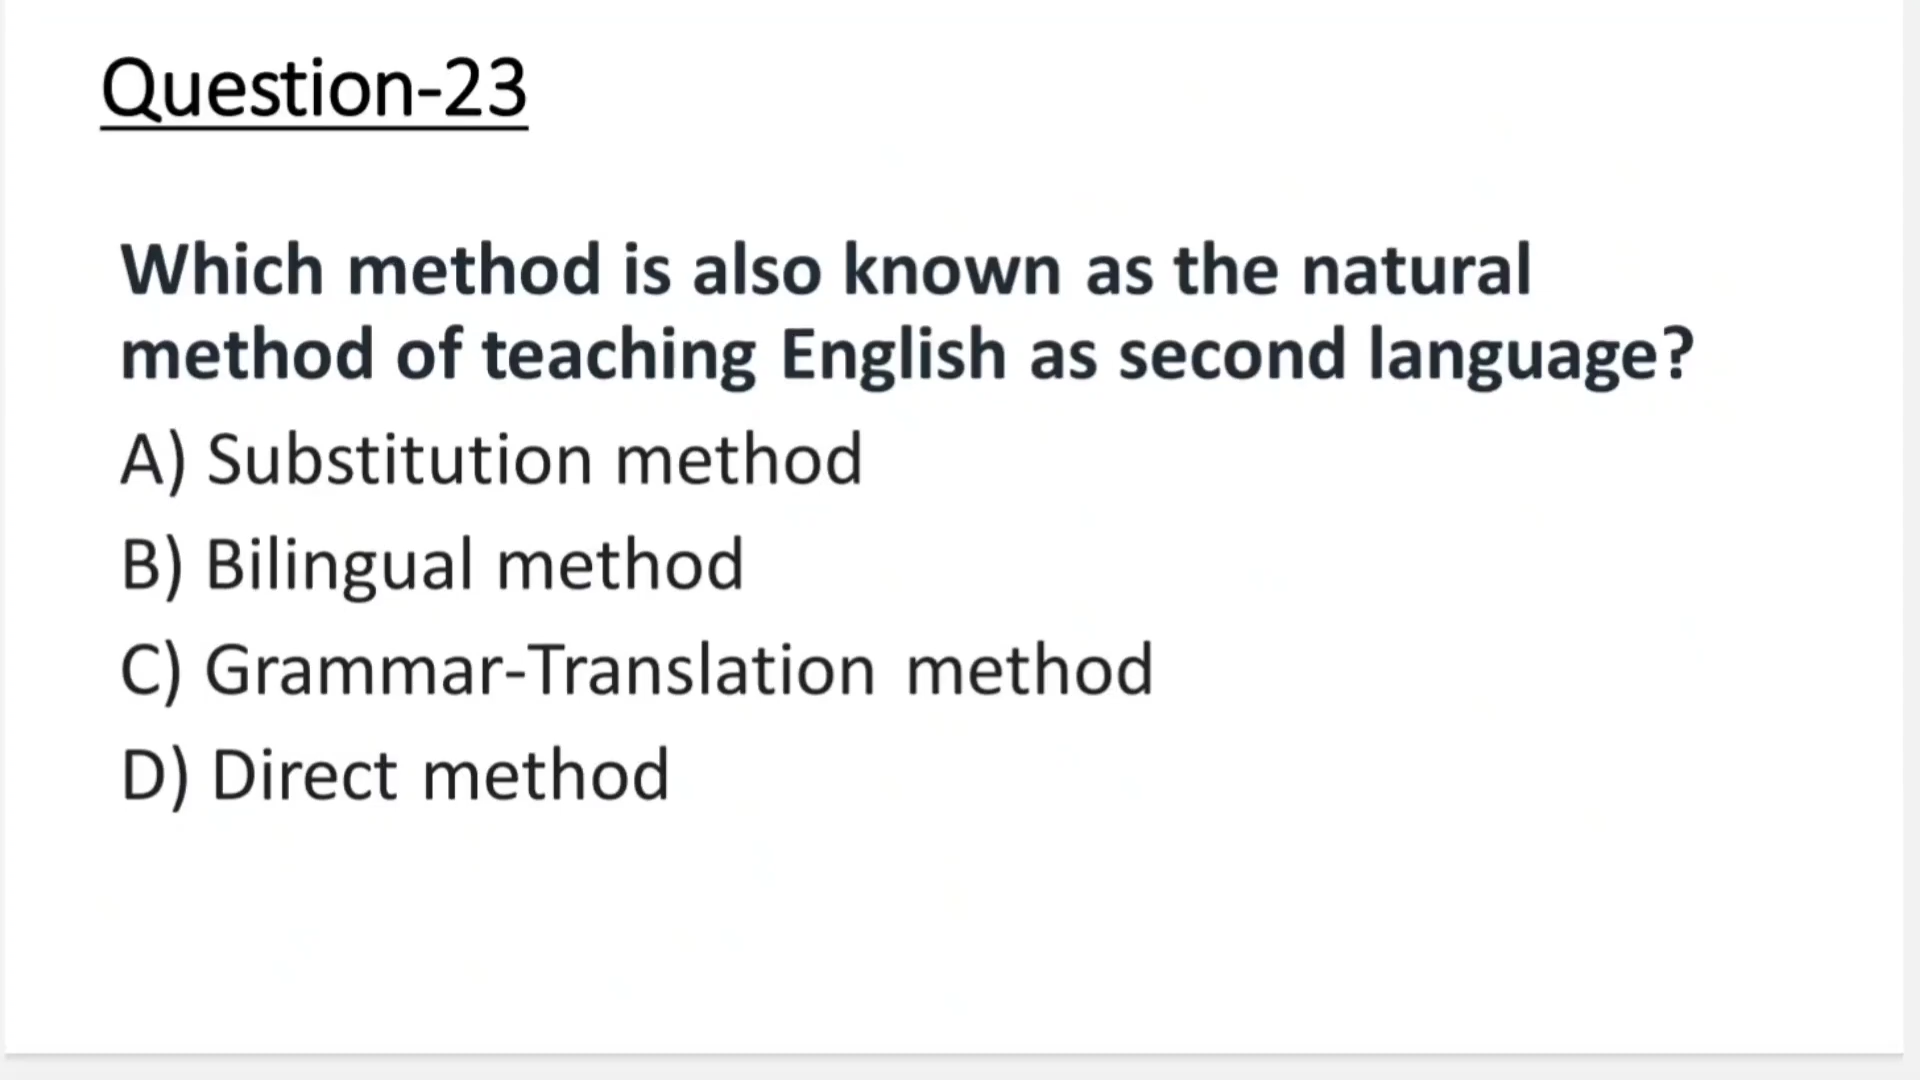 Question-23
Which method is also known as the natural
method of teaching English as second language?
A) Substitution method
B) Bilingual method
C) Grammar-Translation method
D) Direct method